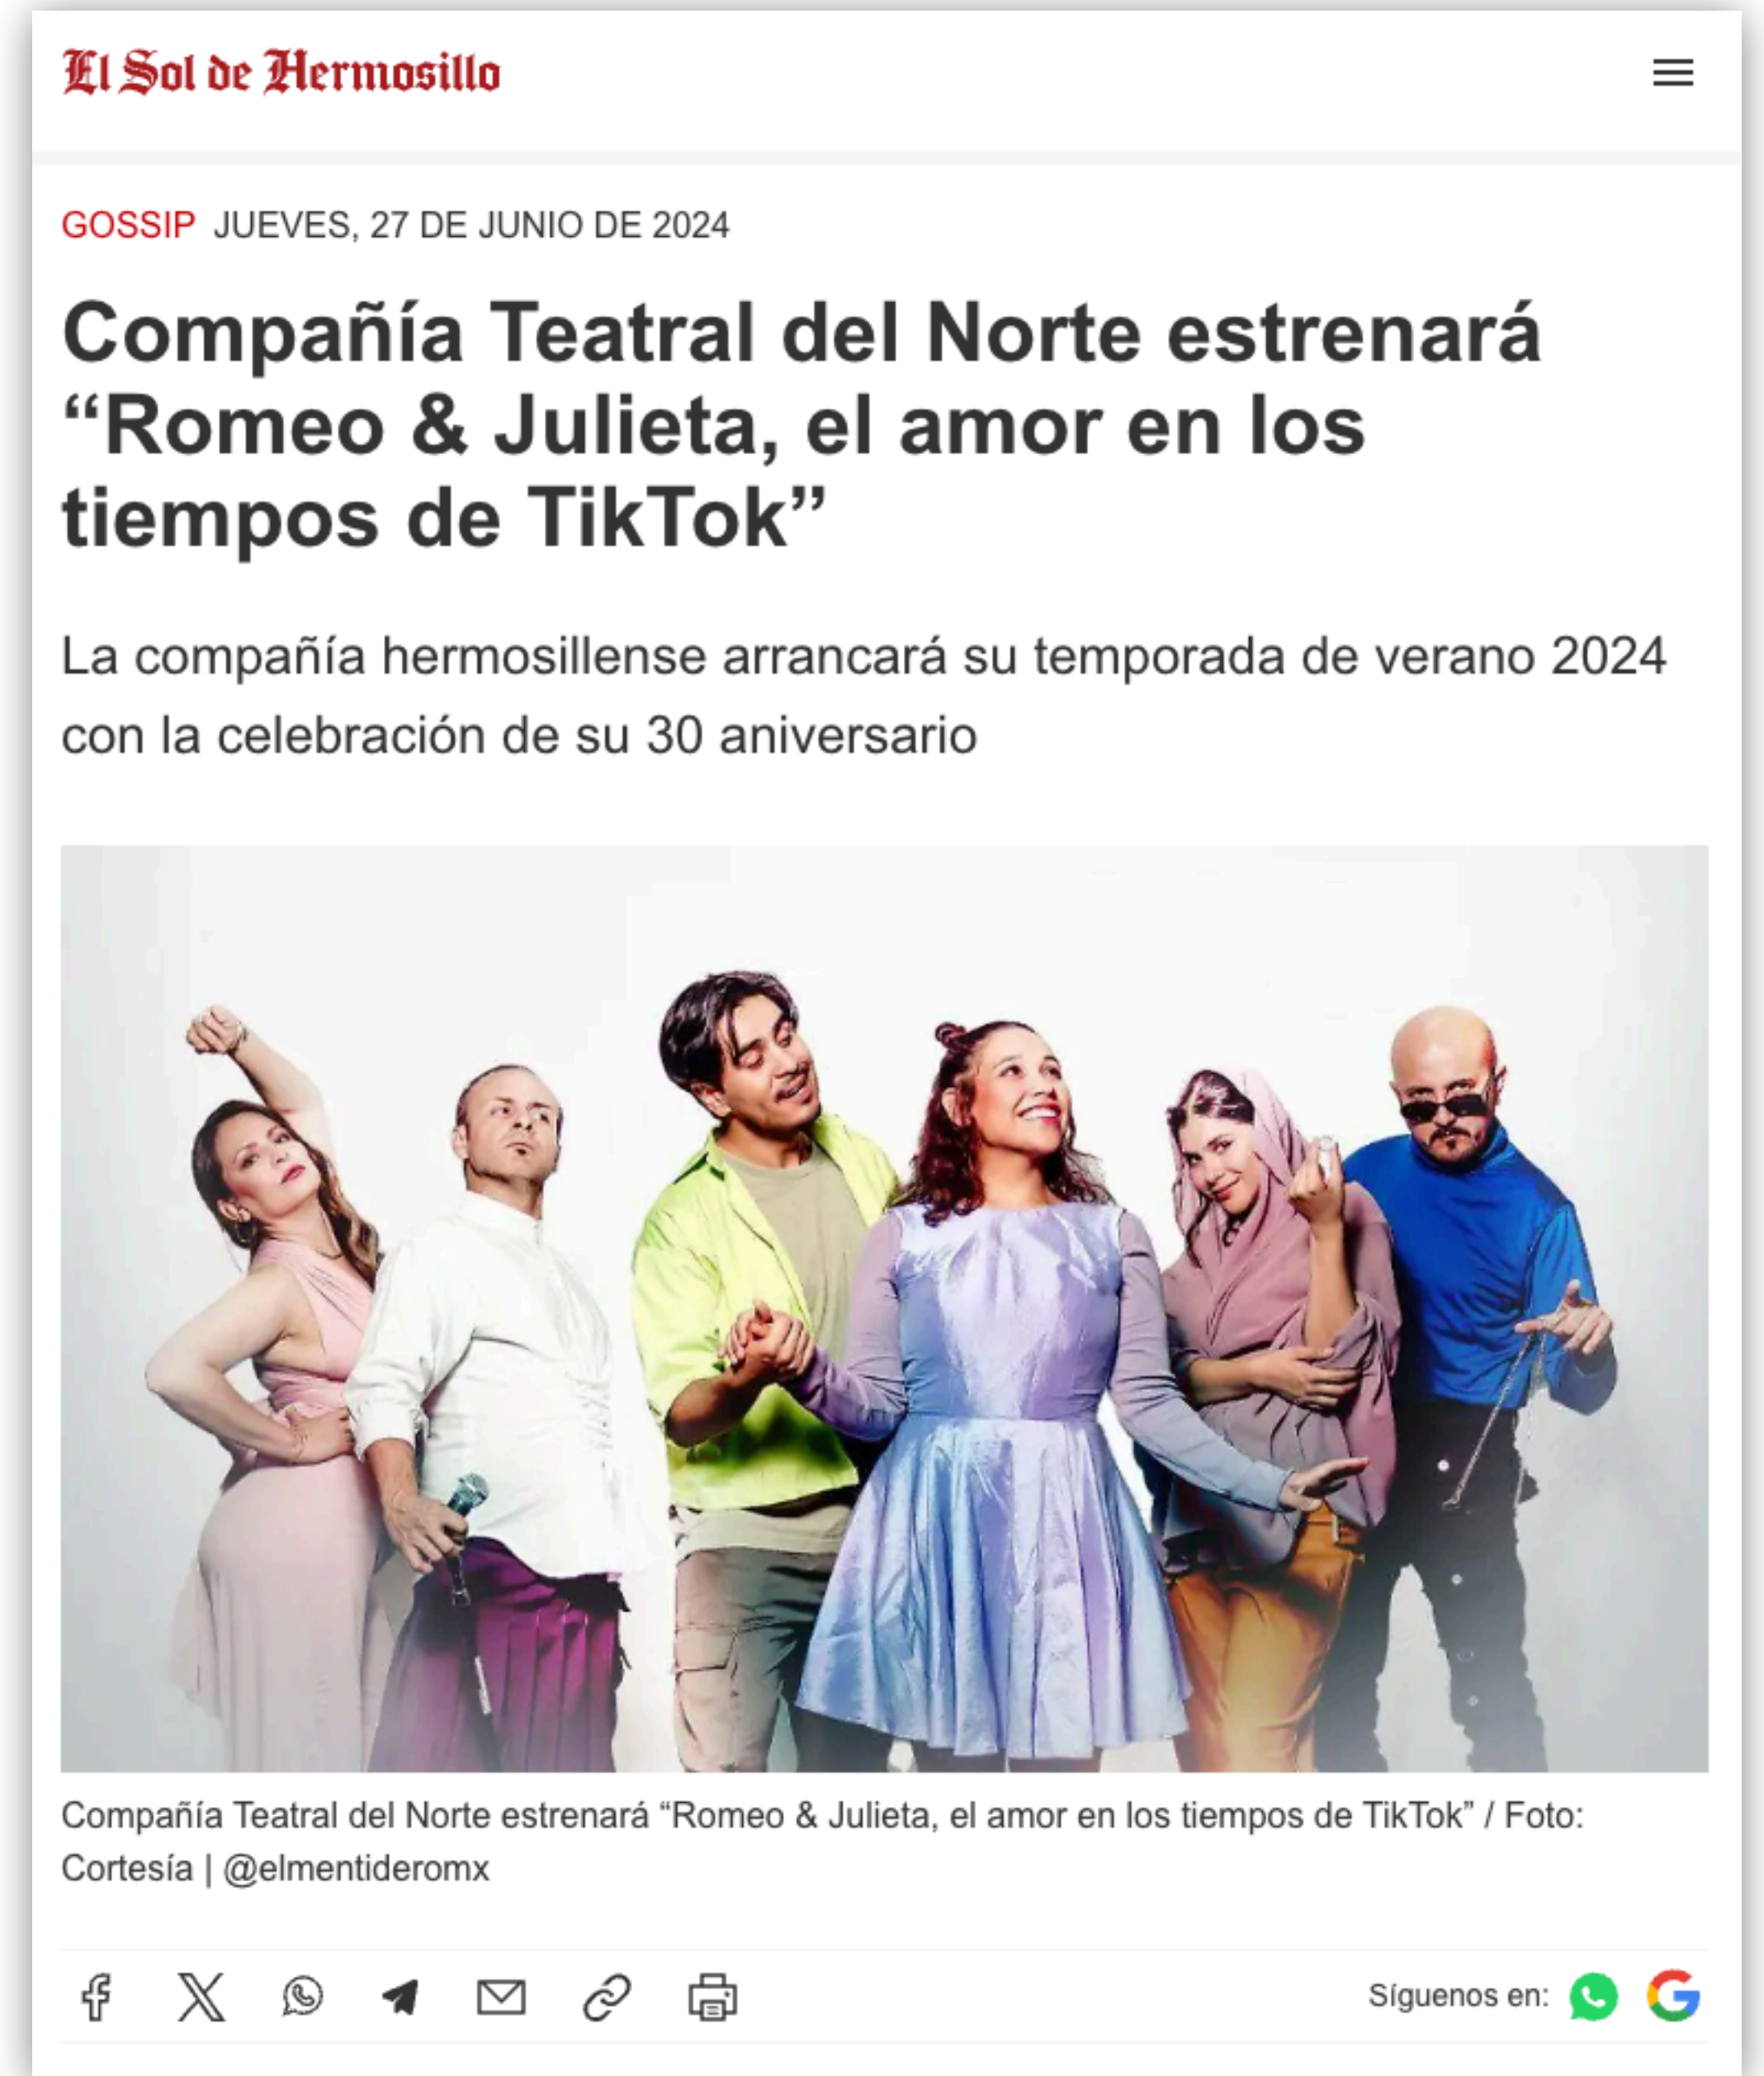 El Sol de Hermosillo
GOSSIP JUEVES, 27 DE JUNIO DE 2024
Compañía Teatral del Norte estrenará
“Romeo & Julieta, el amor en los
tiempos de TikTok”
La compañía hermosillense arrancará su temporada de verano 2024
con la celebración de su 30 aniversario
Compañía Teatral del Norte estrenará “Romeo & Julieta, el amor en los tiempos de TikTok” / Foto:
Cortesía | @elmentideromx
Síguenos en: